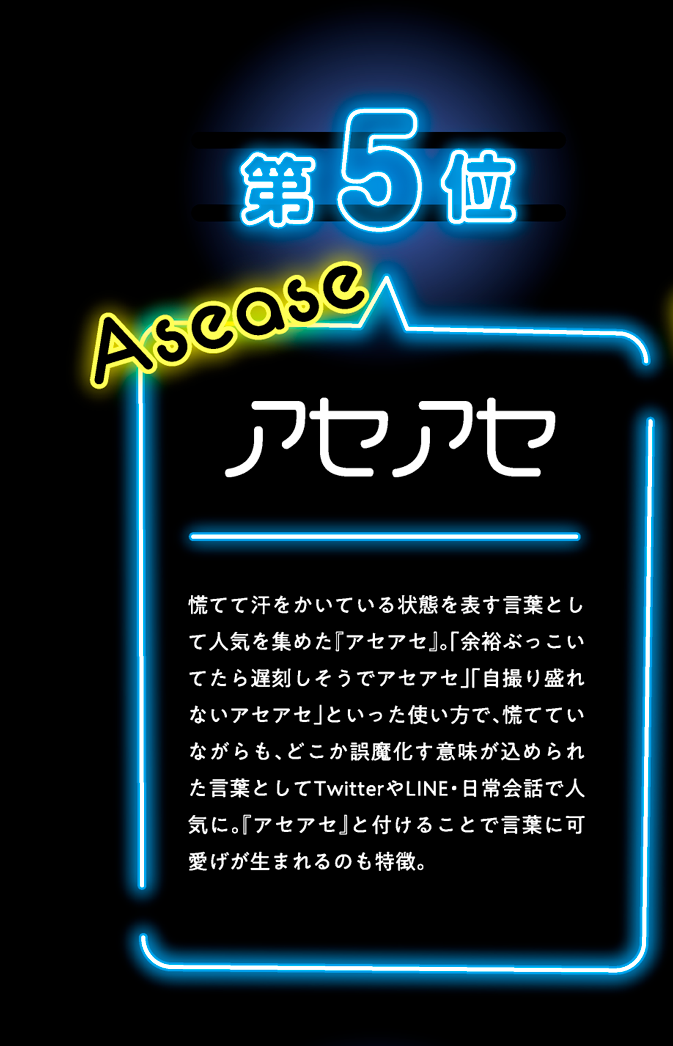 第5位
Asease
アセアセ
慌てて汗をかいている状態を表す言葉とし
て人気を集めた『アセアセ』。「余裕ぶっこい
てたら遅刻しそうでアセアセ」「自撮り盛れ
ないアセアセ」といった使い方で、慌ててい
ながらも、どこか誤魔化す意味が込められ
た言葉としてTwitterやLINE・日常会話で人
気に。『アセアセ』と付けることで言葉に可
愛げが生まれるのも特徴。